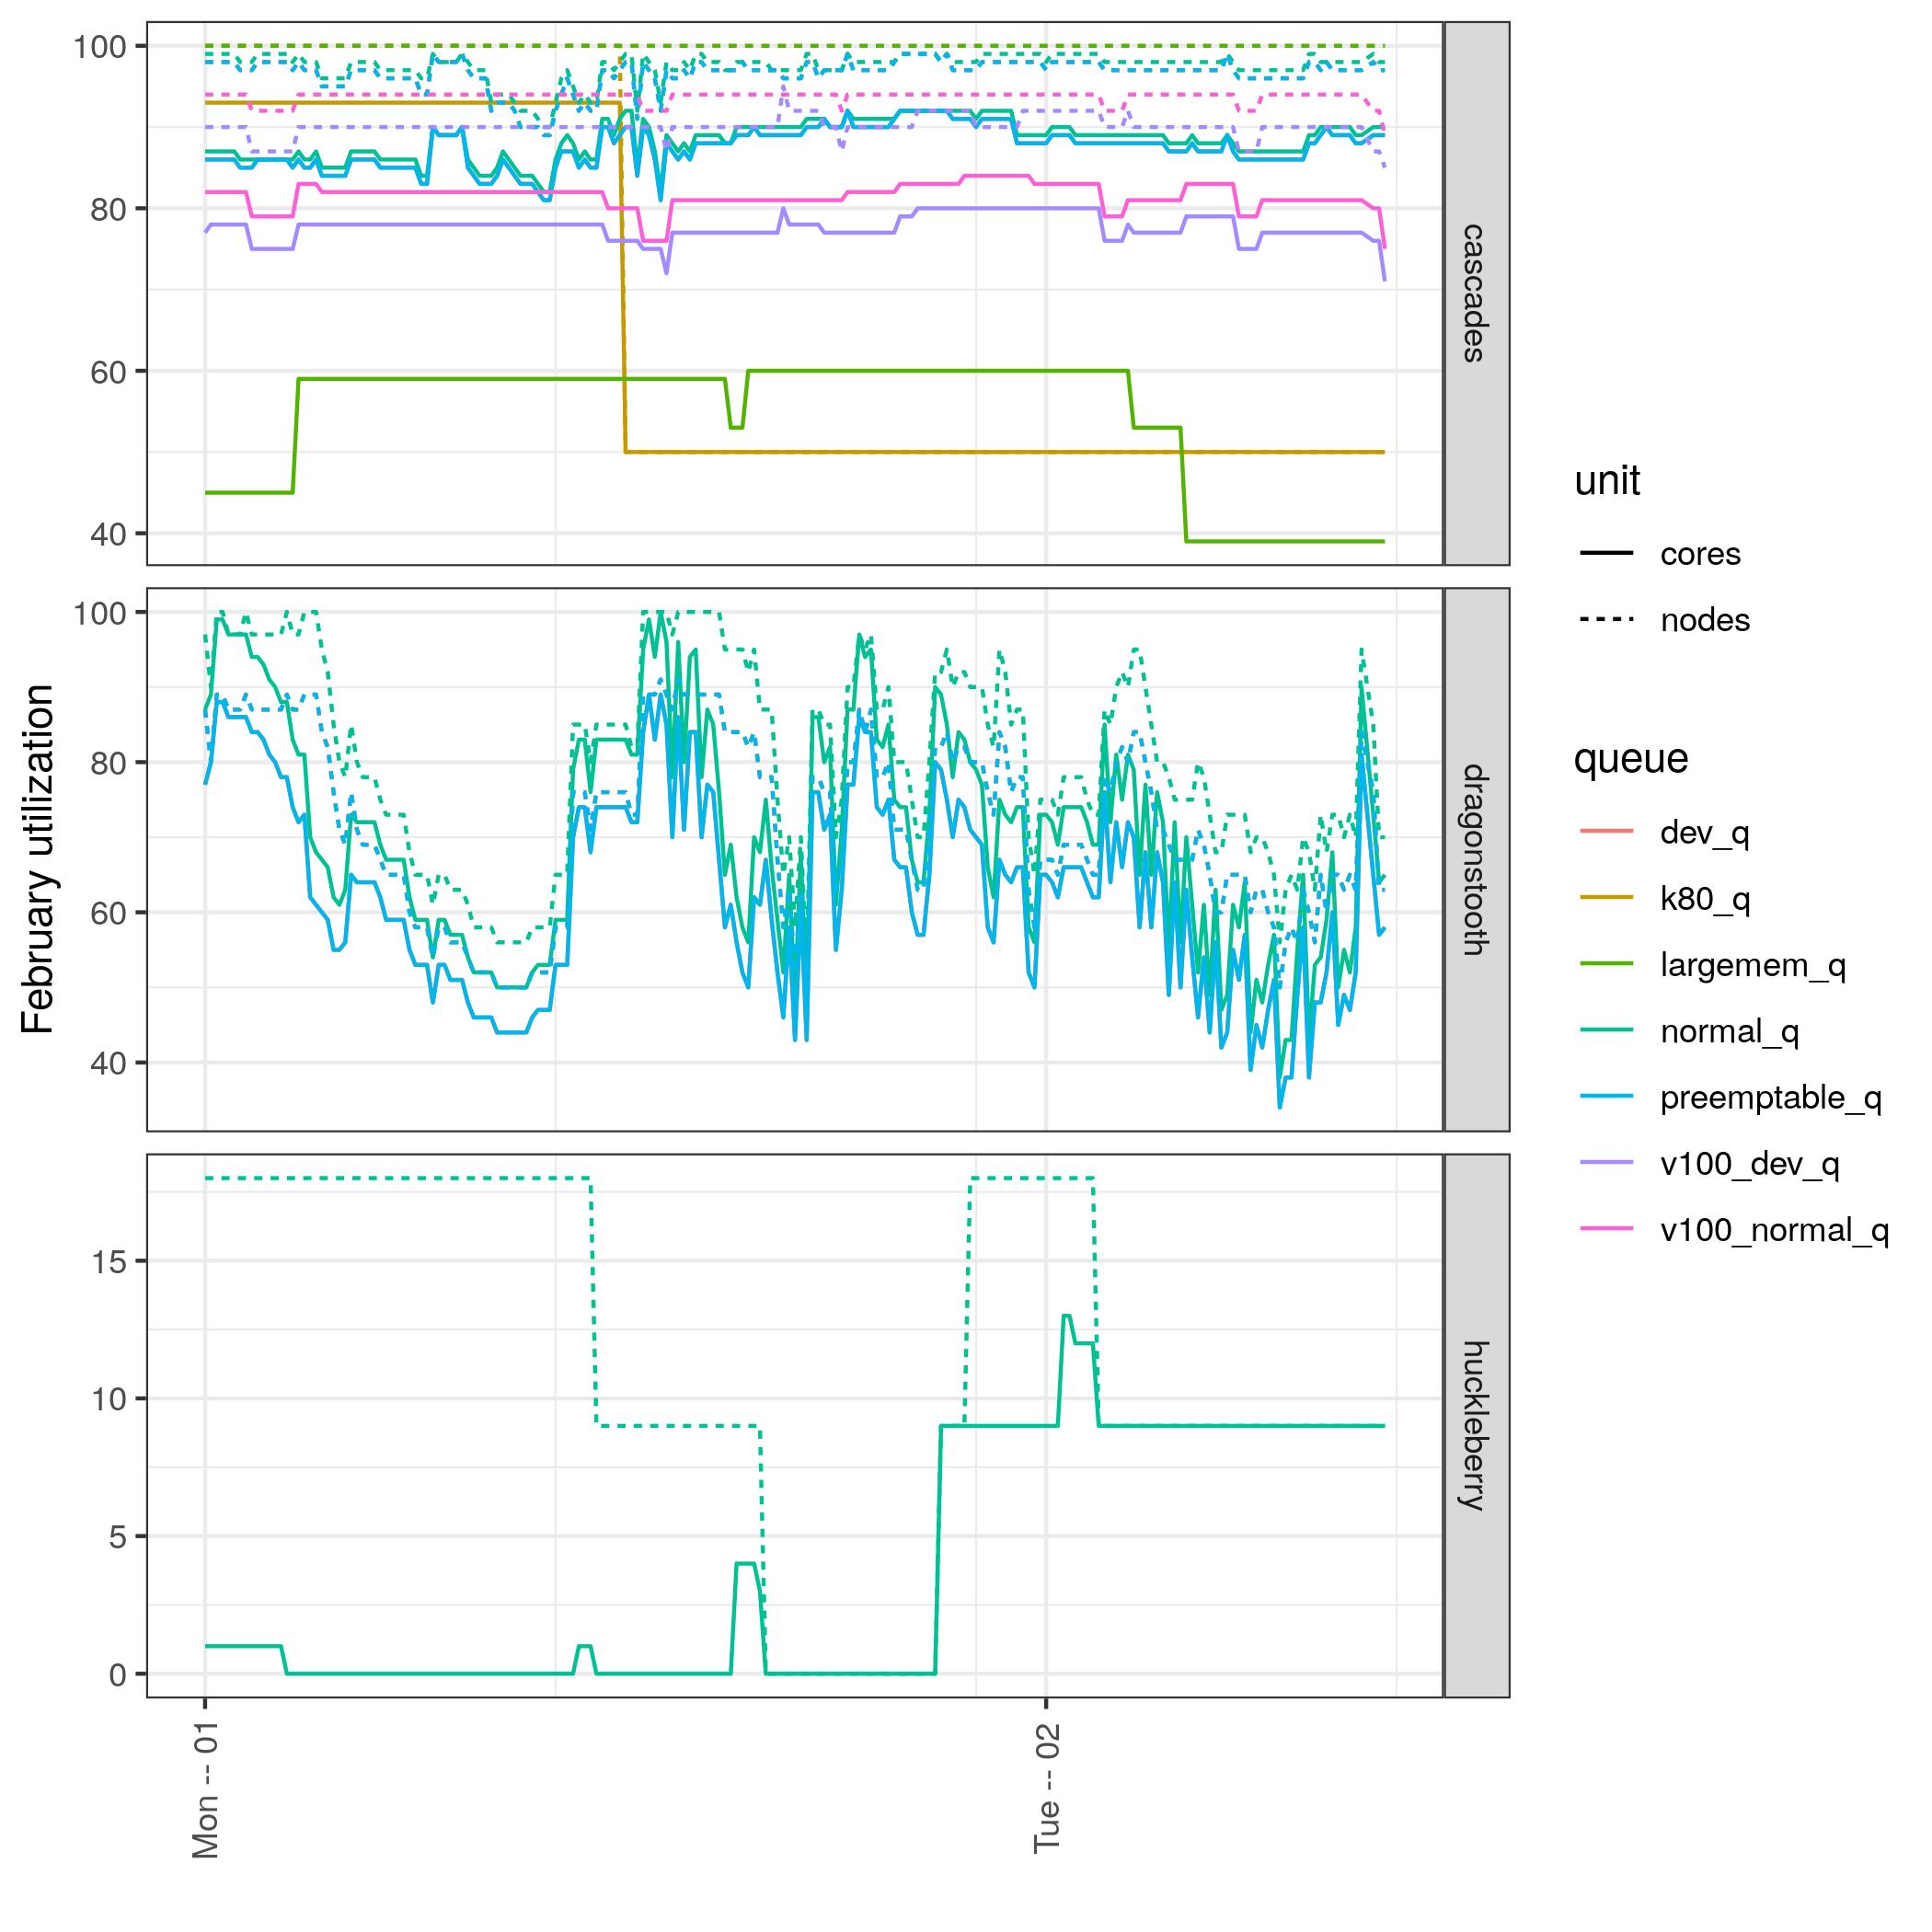 February utilization
100
80
60
40
cascades
100
80
60
40
dragonstooth
15
10
5
0
huckleberry
Mon -- 01
Tue -- 02
unit
cores
nodes
queue
dev_q
k80_q
largemem_q
normal_q
preemptable_q
v100_dev_q
v100_normal_q